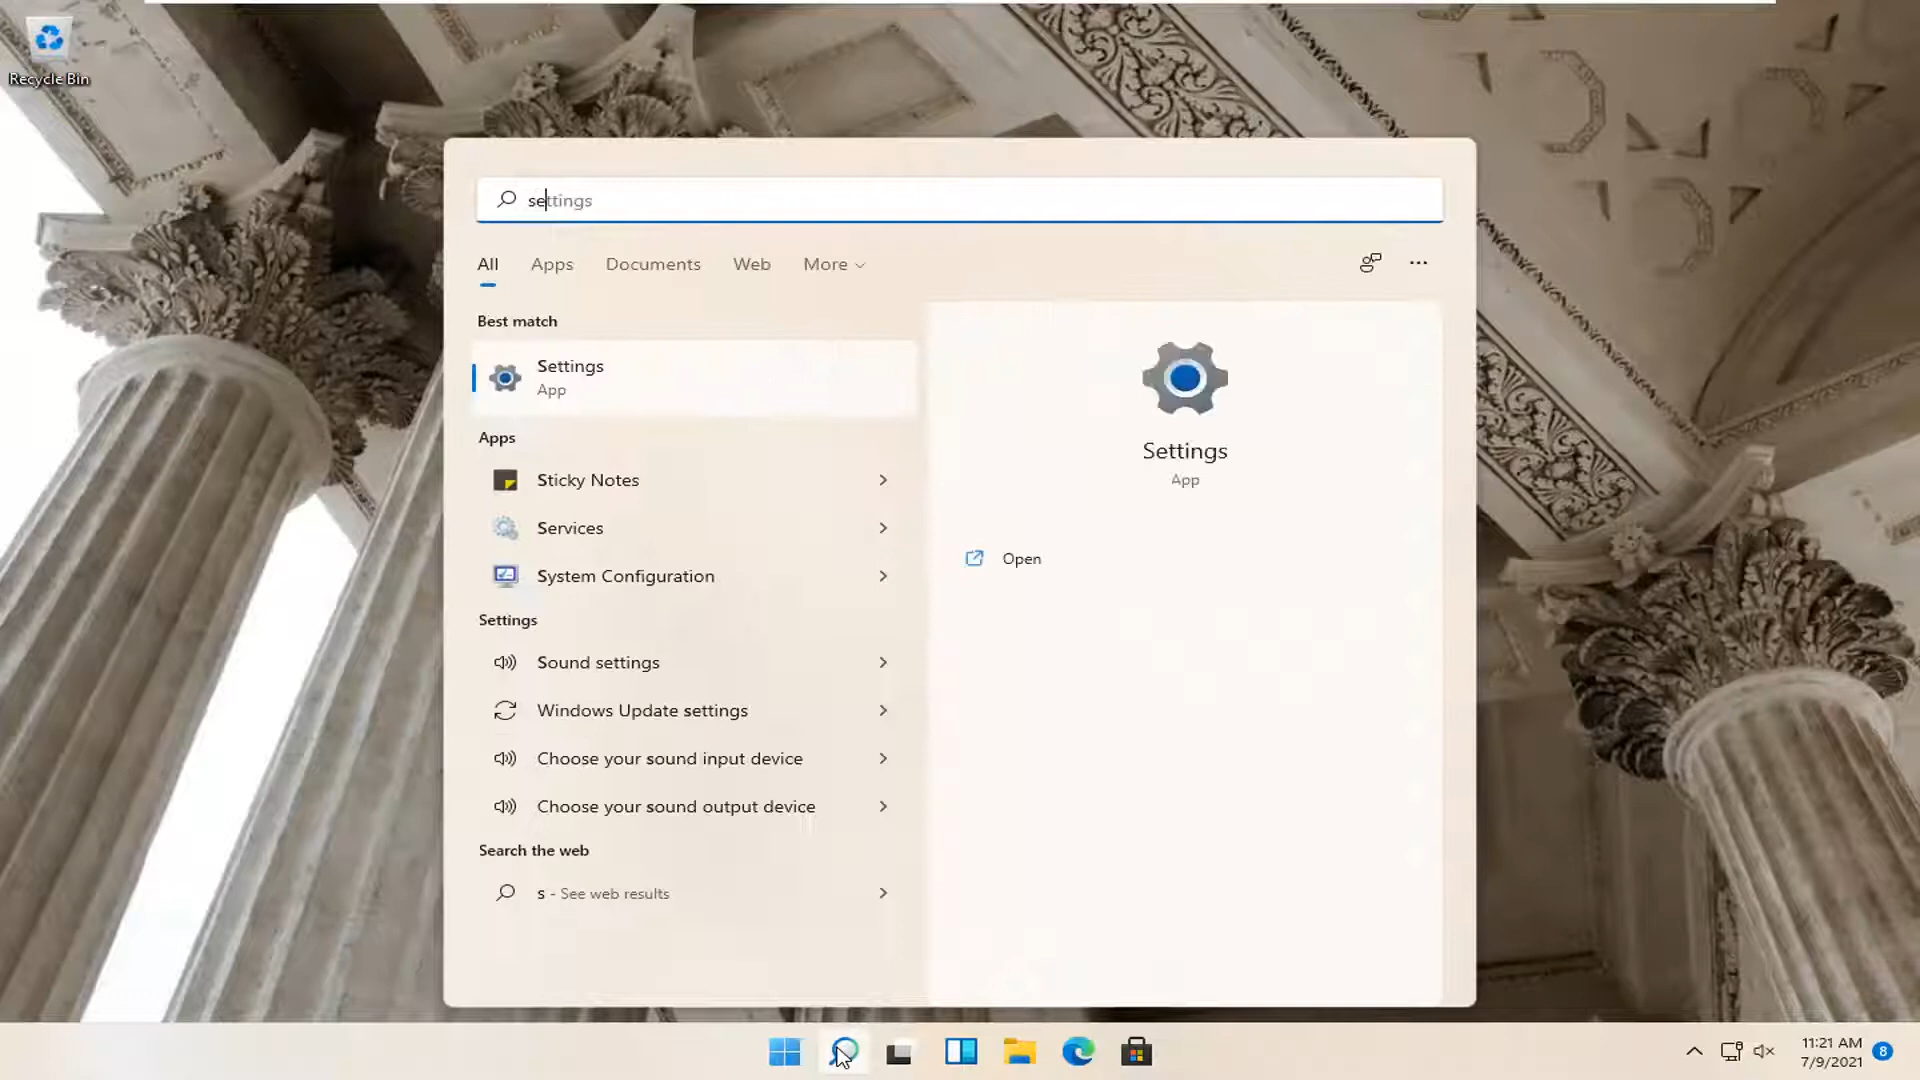 Recycle Bin
settings
All Apps Documents Web More
Best match
Settings
App
Apps
Sticky Notes
Services
System Configuration
Settings
Sound settings
Windows Update settings
Choose your sound input device
Choose your sound output device
Search the web
s - See web results
Settings
App
Open
11:21 AM
7/9/2021
8